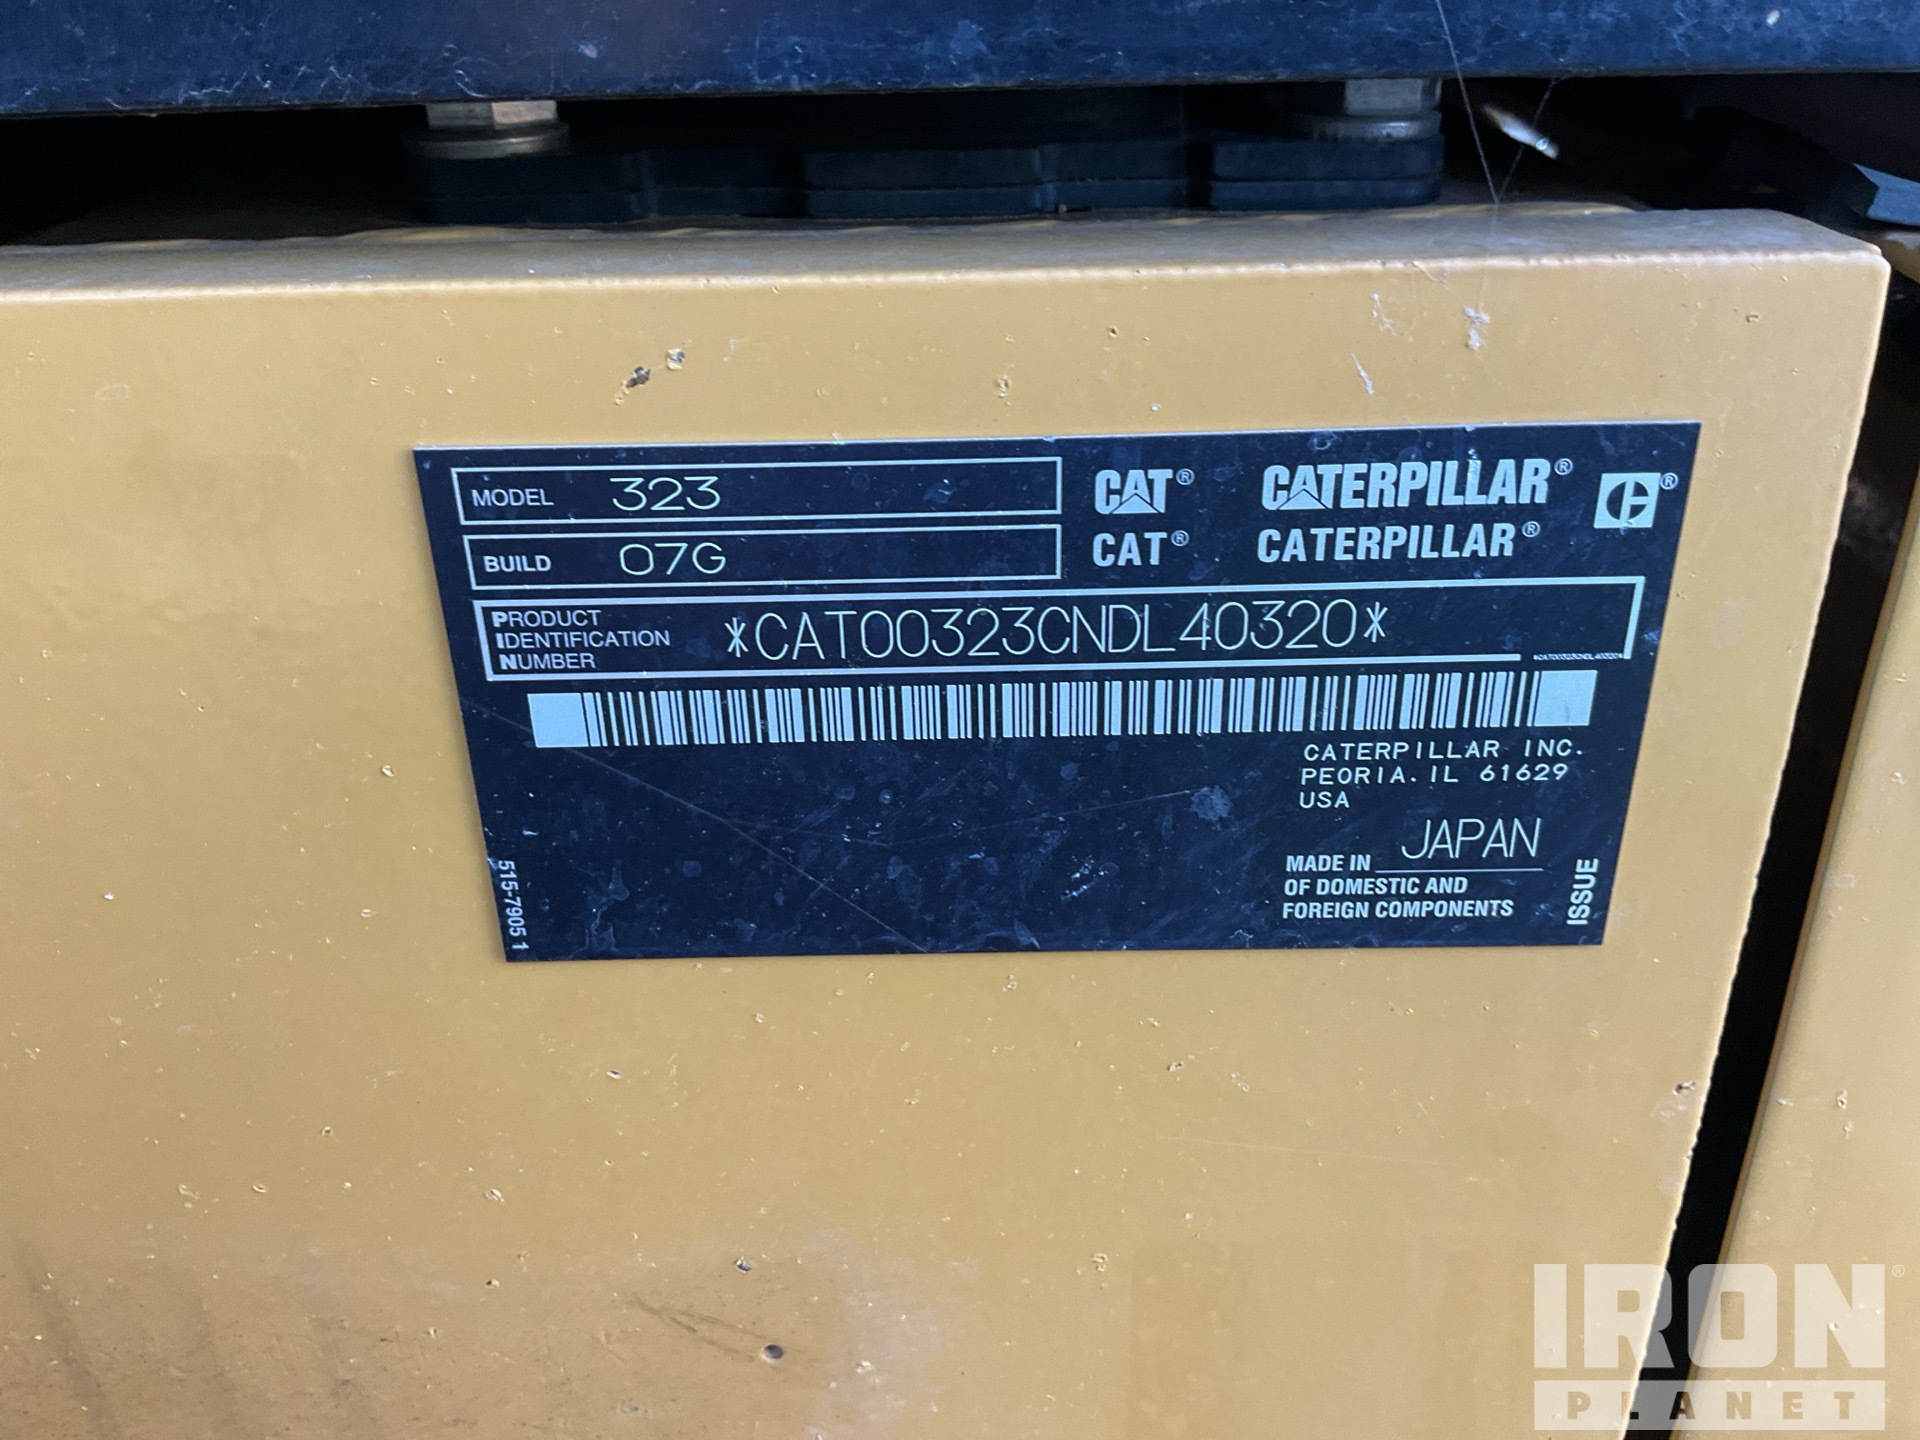 MODEL 323
BUILD 07G
CAT® CATERPILLAR® ®
CAT® CATERPILLAR®
PRODUCT
IDENTIFICATION
NUMBER
*CAT00323CNDL40320*
*CAT00323CNDL40320*
CATERPILLAR INC.
PEORIA. IL 61629
USA
MADE IN JAPAN
OF DOMESTIC AND
FOREIGN COMPONENTS
ISSUE
515-7905 1
IRON®
PLANET